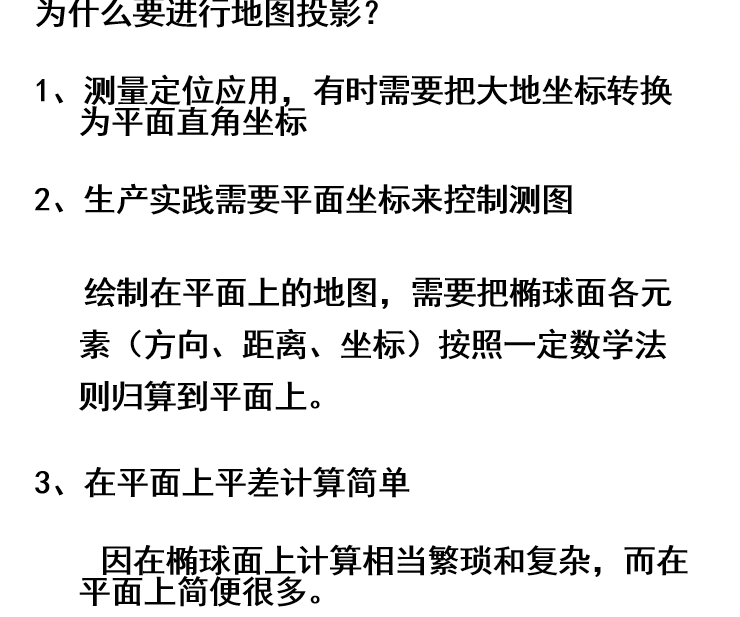 为什么要进行地图投影？
1、测量定位应用，有时需要把大地坐标转换
为平面直角坐标
2、生产实践需要平面坐标来控制测图
绘制在平面上的地图，需要把椭球面各元
素（方向、距离、坐标）按照一定数学法
则归算到平面上。
3、在平面上平差计算简单
因在椭球面上计算相当繁琐和复杂，而在
平面上简便很多。